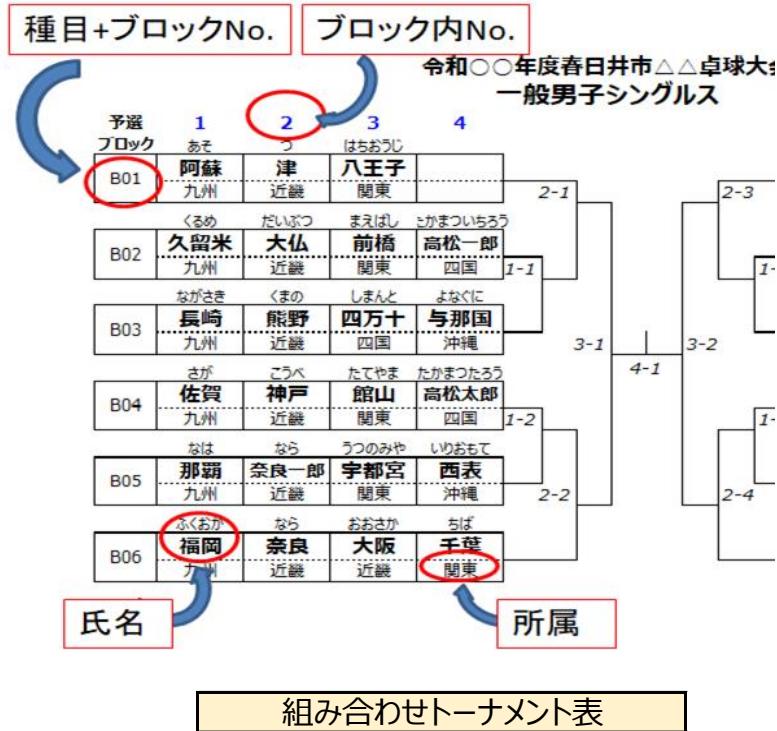 種目+ブロックNo.
ブロック内No.
令和○○年度春日井市△△卓球大会
一般男子シングルス
予選
ブロック
1 2 3 4
あそ つ はちおうじ
B01 阿蘇 津 八王子
九州 近畿 関東
2-1 2-3
くるめ だいぶつ まえばし たかまついちろう
B02 久留米 大仏 前橋 高松一郎
九州 近畿 関東 四国
1-1 1-
ながさき くまの しまんと よなぐに
B03 長崎 熊野 四万十 与那国
九州 近畿 四国 沖縄
3-1 3-2
4-1
さが こうべ たてやま たかまつたろう
B04 佐賀 神戸 館山 高松太郎
九州 近畿 関東 四国
1-2 1-
なは なら うつのみや いりおもて
B05 那覇 奈良一郎 宇都宮 西表
九州 近畿 関東 沖縄
2-2 2-4
ふくおか なら おおさか ちば
B06 福岡 奈良 大阪 千葉
九州 近畿 近畿 関東
氏名
所属
組み合わせトーナメント表